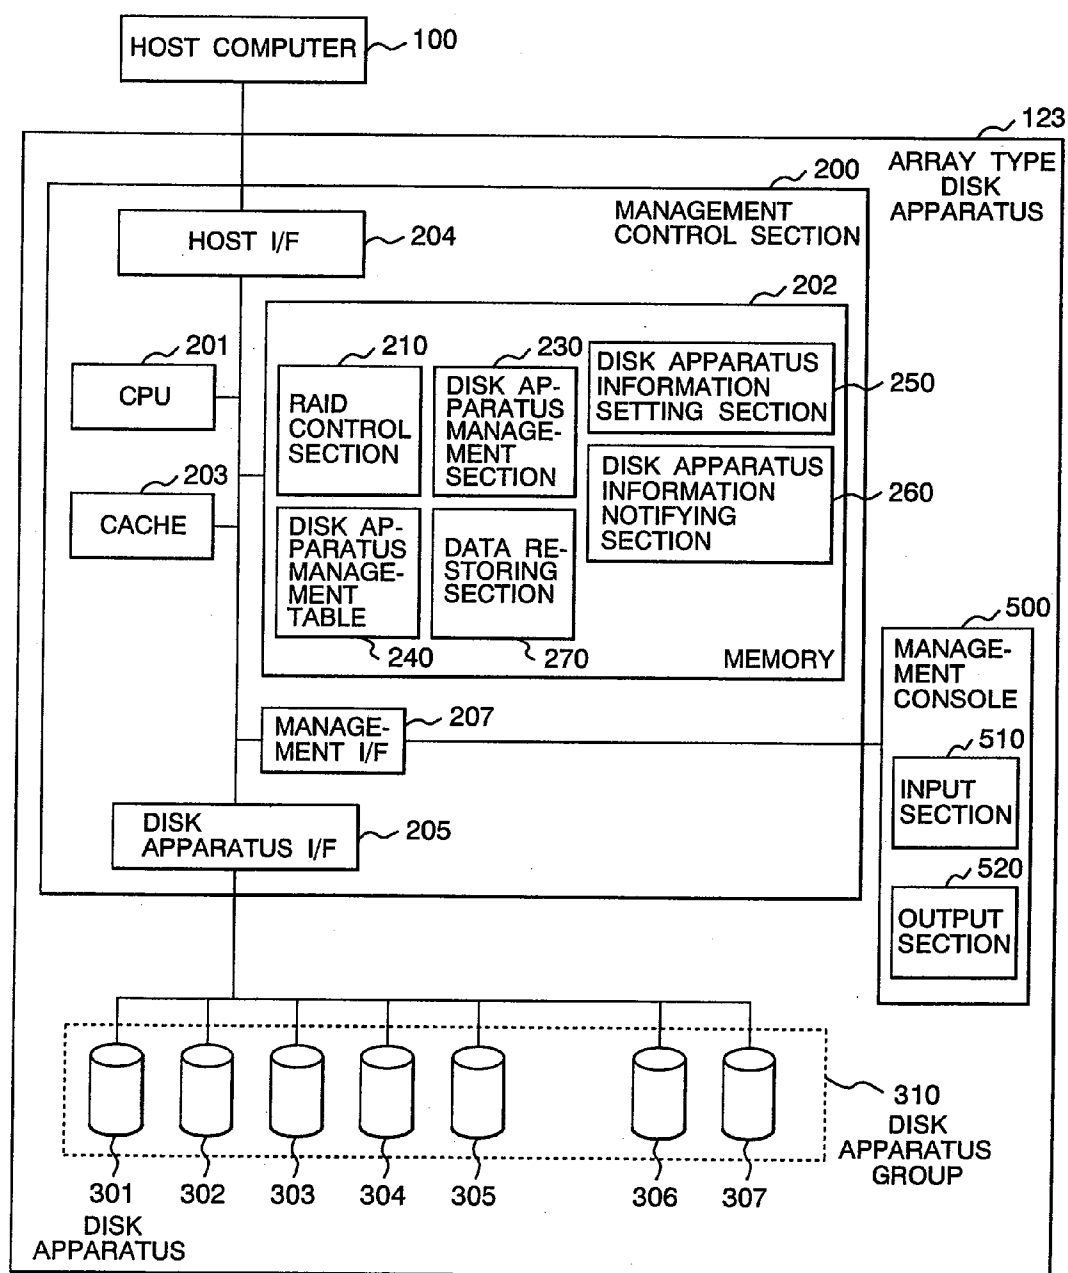 HOST COMPUTER
100
123
ARRAY TYPE
DISK
APPARATUS
200
MANAGEMENT
CONTROL SECTION
HOST I/F
204
202
201
CPU
203
CACHE
210
RAID
CONTROL
SECTION
230
DISK AP-
PARATUS
MANAGE-
MENT
SECTION
DISK APPARATUS
INFORMATION
SETTING SECTION
250
DISK APPARATUS
INFORMATION
NOTIFYING
SECTION
260
DISK AP-
PARATUS
MANAGE-
MENT
TABLE
240
DATA RE-
STORING
SECTION
270
MEMORY
500
MANAGE-
MENT
CONSOLE
510
INPUT
SECTION
520
OUTPUT
SECTION
MANAGE-
MENT I/F
207
DISK
APPARATUS I/F
205
310
DISK
APPARATUS
GROUP
301 302 303 304 305 306 307
DISK
APPARATUS